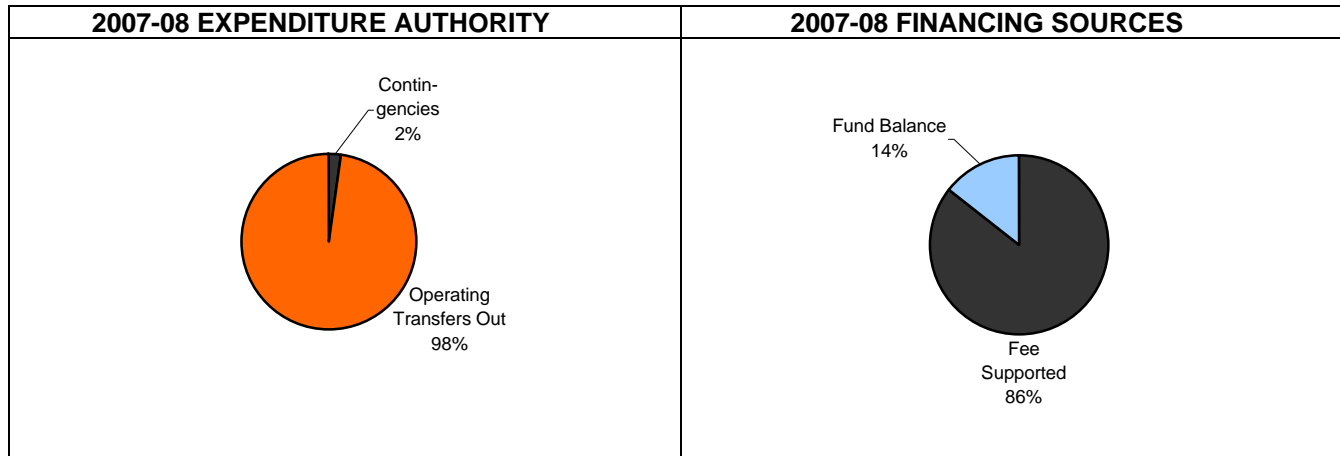 2007-08 EXPENDITURE AUTHORITY
Contin-
gencies
2%
Operating
Transfers Out
98%
2007-08 FINANCING SOURCES
Fund Balance
14%
Fee
Supported
86%